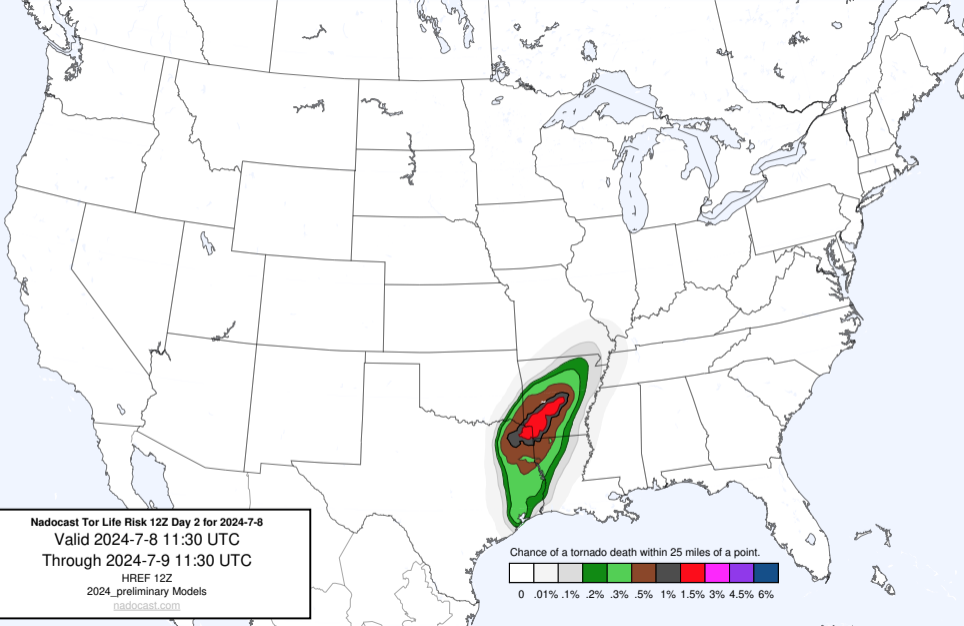 Nadocast Tor Life Risk 12Z Day 2 for 2024-7-8
Valid 2024-7-8 11:30 UTC
Through 2024-7-9 11:30 UTC
HREF 12Z
2024_preliminary Models
nadocast.com
Chance of a tornado death within 25 miles of a point.
0 .01% .1% .2% .3% .5% 1% 1.5% 3% 4.5% 6%